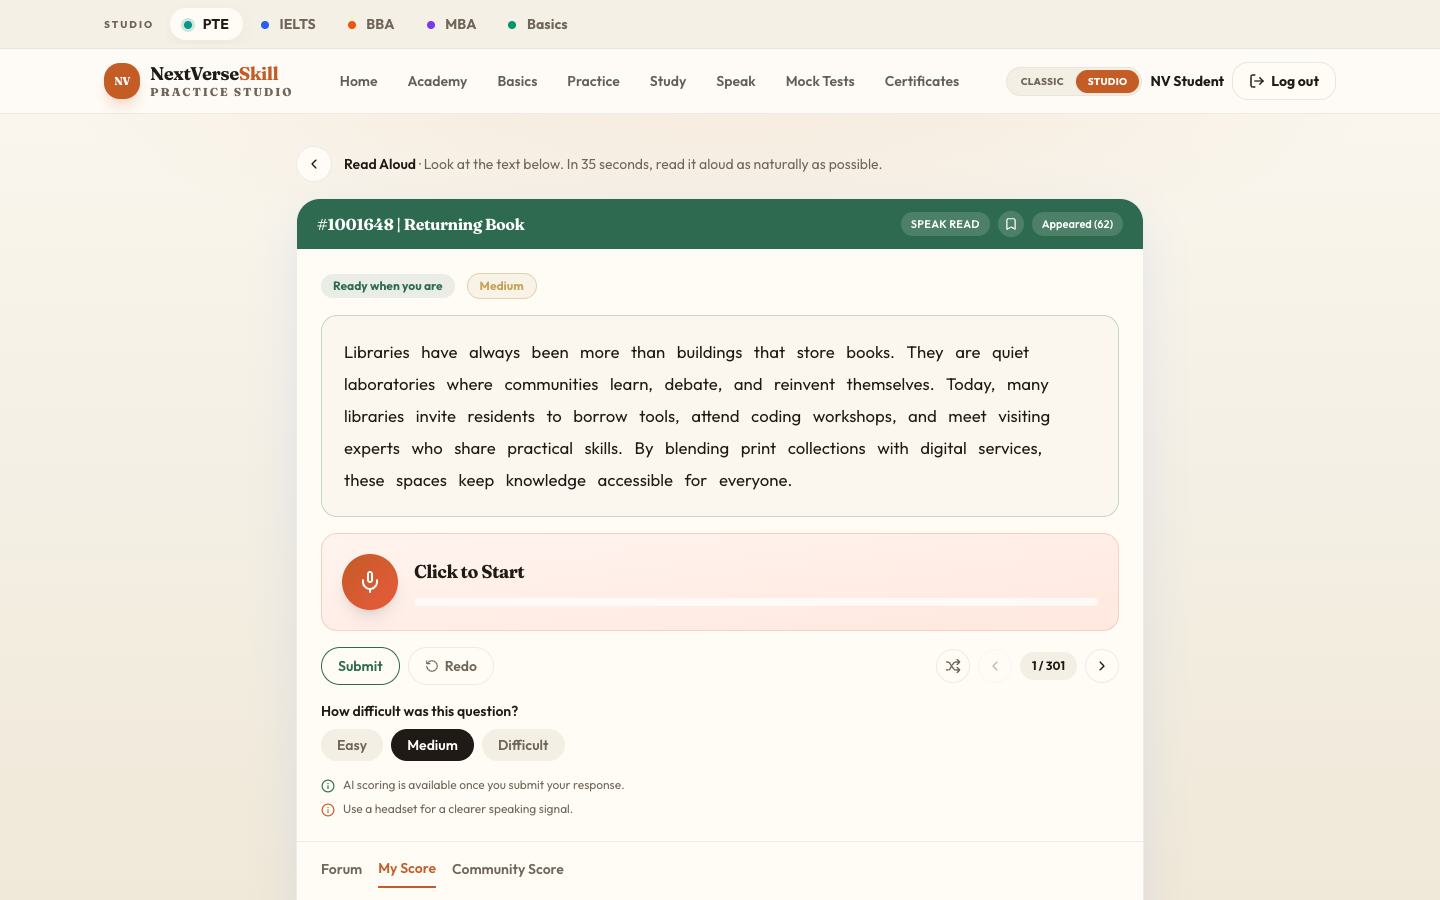 STUDIO PTE IELTS BBA MBA Basics
NV NextVerseSkill
PRACTICE STUDIO
Home Academy Basics Practice Study Speak Mock Tests Certificates
CLASSIC STUDIO NV Student Log out
Read Aloud · Look at the text below. In 35 seconds, read it aloud as naturally as possible.
#1001648 | Returning Book
SPEAK READ Appeared (62)
Ready when you are Medium
Libraries have always been more than buildings that store books. They are quiet
laboratories where communities learn, debate, and reinvent themselves. Today, many
libraries invite residents to borrow tools, attend coding workshops, and meet visiting
experts who share practical skills. By blending print collections with digital services,
these spaces keep knowledge accessible for everyone.
Click to Start
Submit Redo 1 / 301
How difficult was this question?
Easy Medium Difficult
AI scoring is available once you submit your response.
Use a headset for a clearer speaking signal.
Forum My Score Community Score